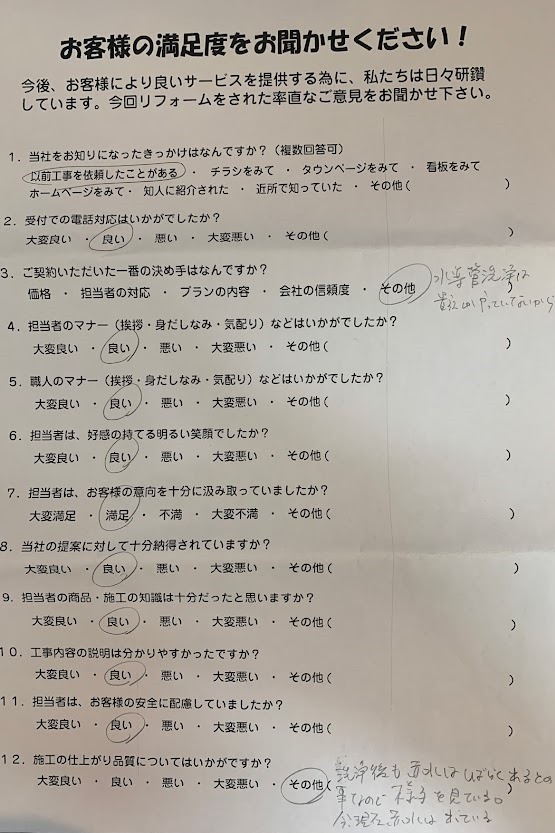 お客様の満足度をお聞かせください！
今後、お客様により良いサービスを提供する為に、私たちは日々研鑽
しています。今回リフォームをされた率直なご意見をお聞かせ下さい。
1．当社をお知りになったきっかけはなんですか？（複数回答可）
以前工事を依頼したことがある ・ チラシをみて ・ タウンページをみて ・ 看板をみて
ホームページをみて・ 知人に紹介された ・ 近所で知っていた ・ その他（ ）
2．受付での電話対応はいかがでしたか？
大変良い ・ 良い ・ 悪い ・ 大変悪い ・ その他（ ）
3．ご契約いただいた一番の決め手はなんですか？
価格 ・ 担当者の対応 ・ プランの内容 ・ 会社の信頼度 ・ その他 水道管洗浄は ）
しかやっていないから
4．担当者のマナー（挨拶・身だしなみ・気配り）などはいかがでしたか？
大変良い ・ 良い ・ 悪い ・ 大変悪い ・ その他（ ）
5．職人のマナー（挨拶・身だしなみ・気配り）などはいかがでしたか？
大変良い ・ 良い ・ 悪い ・ 大変悪い ・ その他（ ）
6．担当者は、好感の持てる明るい笑顔でしたか？
大変良い ・ 良い ・ 悪い ・ 大変悪い ・ その他（ ）
7．担当者は、お客様の意向を十分に汲み取っていましたか？
大変満足 ・ 満足 ・ 不満 ・ 大変不満 ・ その他（ ）
8．当社の提案に対して十分納得されていますか？
大変良い ・ 良い ・ 悪い ・ 大変悪い ・ その他（ ）
9．担当者の商品・施工の知識は十分だったと思いますか？
大変良い ・ 良い ・ 悪い ・ 大変悪い ・ その他（ ）
10．工事内容の説明は分かりやすかったですか？
大変良い ・ 良い ・ 悪い ・ 大変悪い ・ その他（ ）
11．担当者は、お客様の安全に配慮していましたか？
大変良い ・ 良い ・ 悪い ・ 大変悪い ・ その他（ ）
12．施工の仕上がり品質についてはいかがですか？
大変良い ・ 良い ・ 悪い ・ 大変悪い ・ その他（ 洗浄後も赤水はしばらくあるとの ）
事なので 様子を見ている。
今現在、赤水は出ている